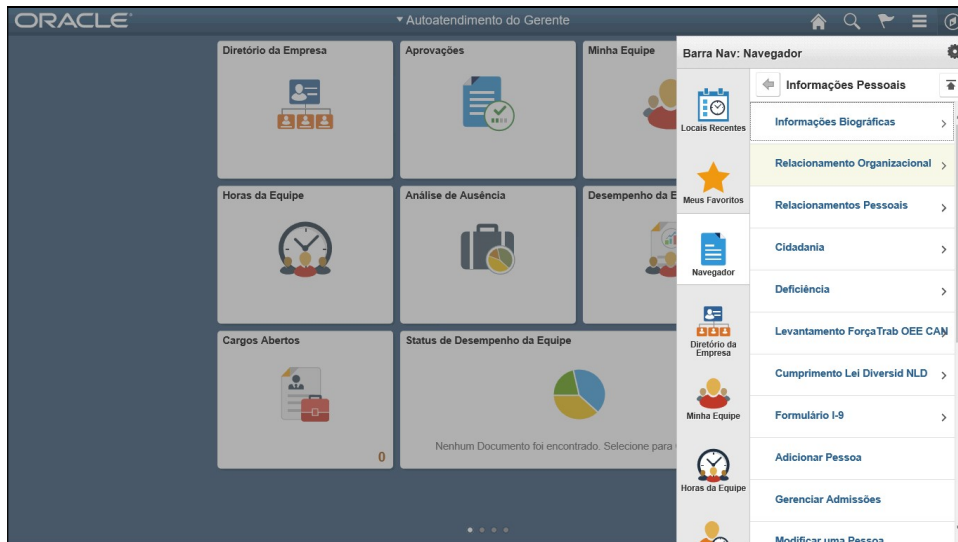 ORACLE
Autoatendimento do Gerente
Diretório da Empresa
Aprovações
Minha Equipe
Horas da Equipe
Análise de Ausência
Desempenho da E
Cargos Abertos
0
Status de Desempenho da Equipe
Nenhum Documento foi encontrado. Selecione para
Barra Nav: Navegador
Locais Recentes
Meus Favoritos
Navegador
Diretório da
Empresa
Minha Equipe
Horas da Equipe
Informações Pessoais
Informações Biográficas
Relacionamento Organizacional
Relacionamentos Pessoais
Cidadania
Deficiência
Levantamento ForçaTrab OEE CAN
Cumprimento Lei Diversid NLD
Formulário I-9
Adicionar Pessoa
Gerenciar Admissões
Modificar uma Pessoa